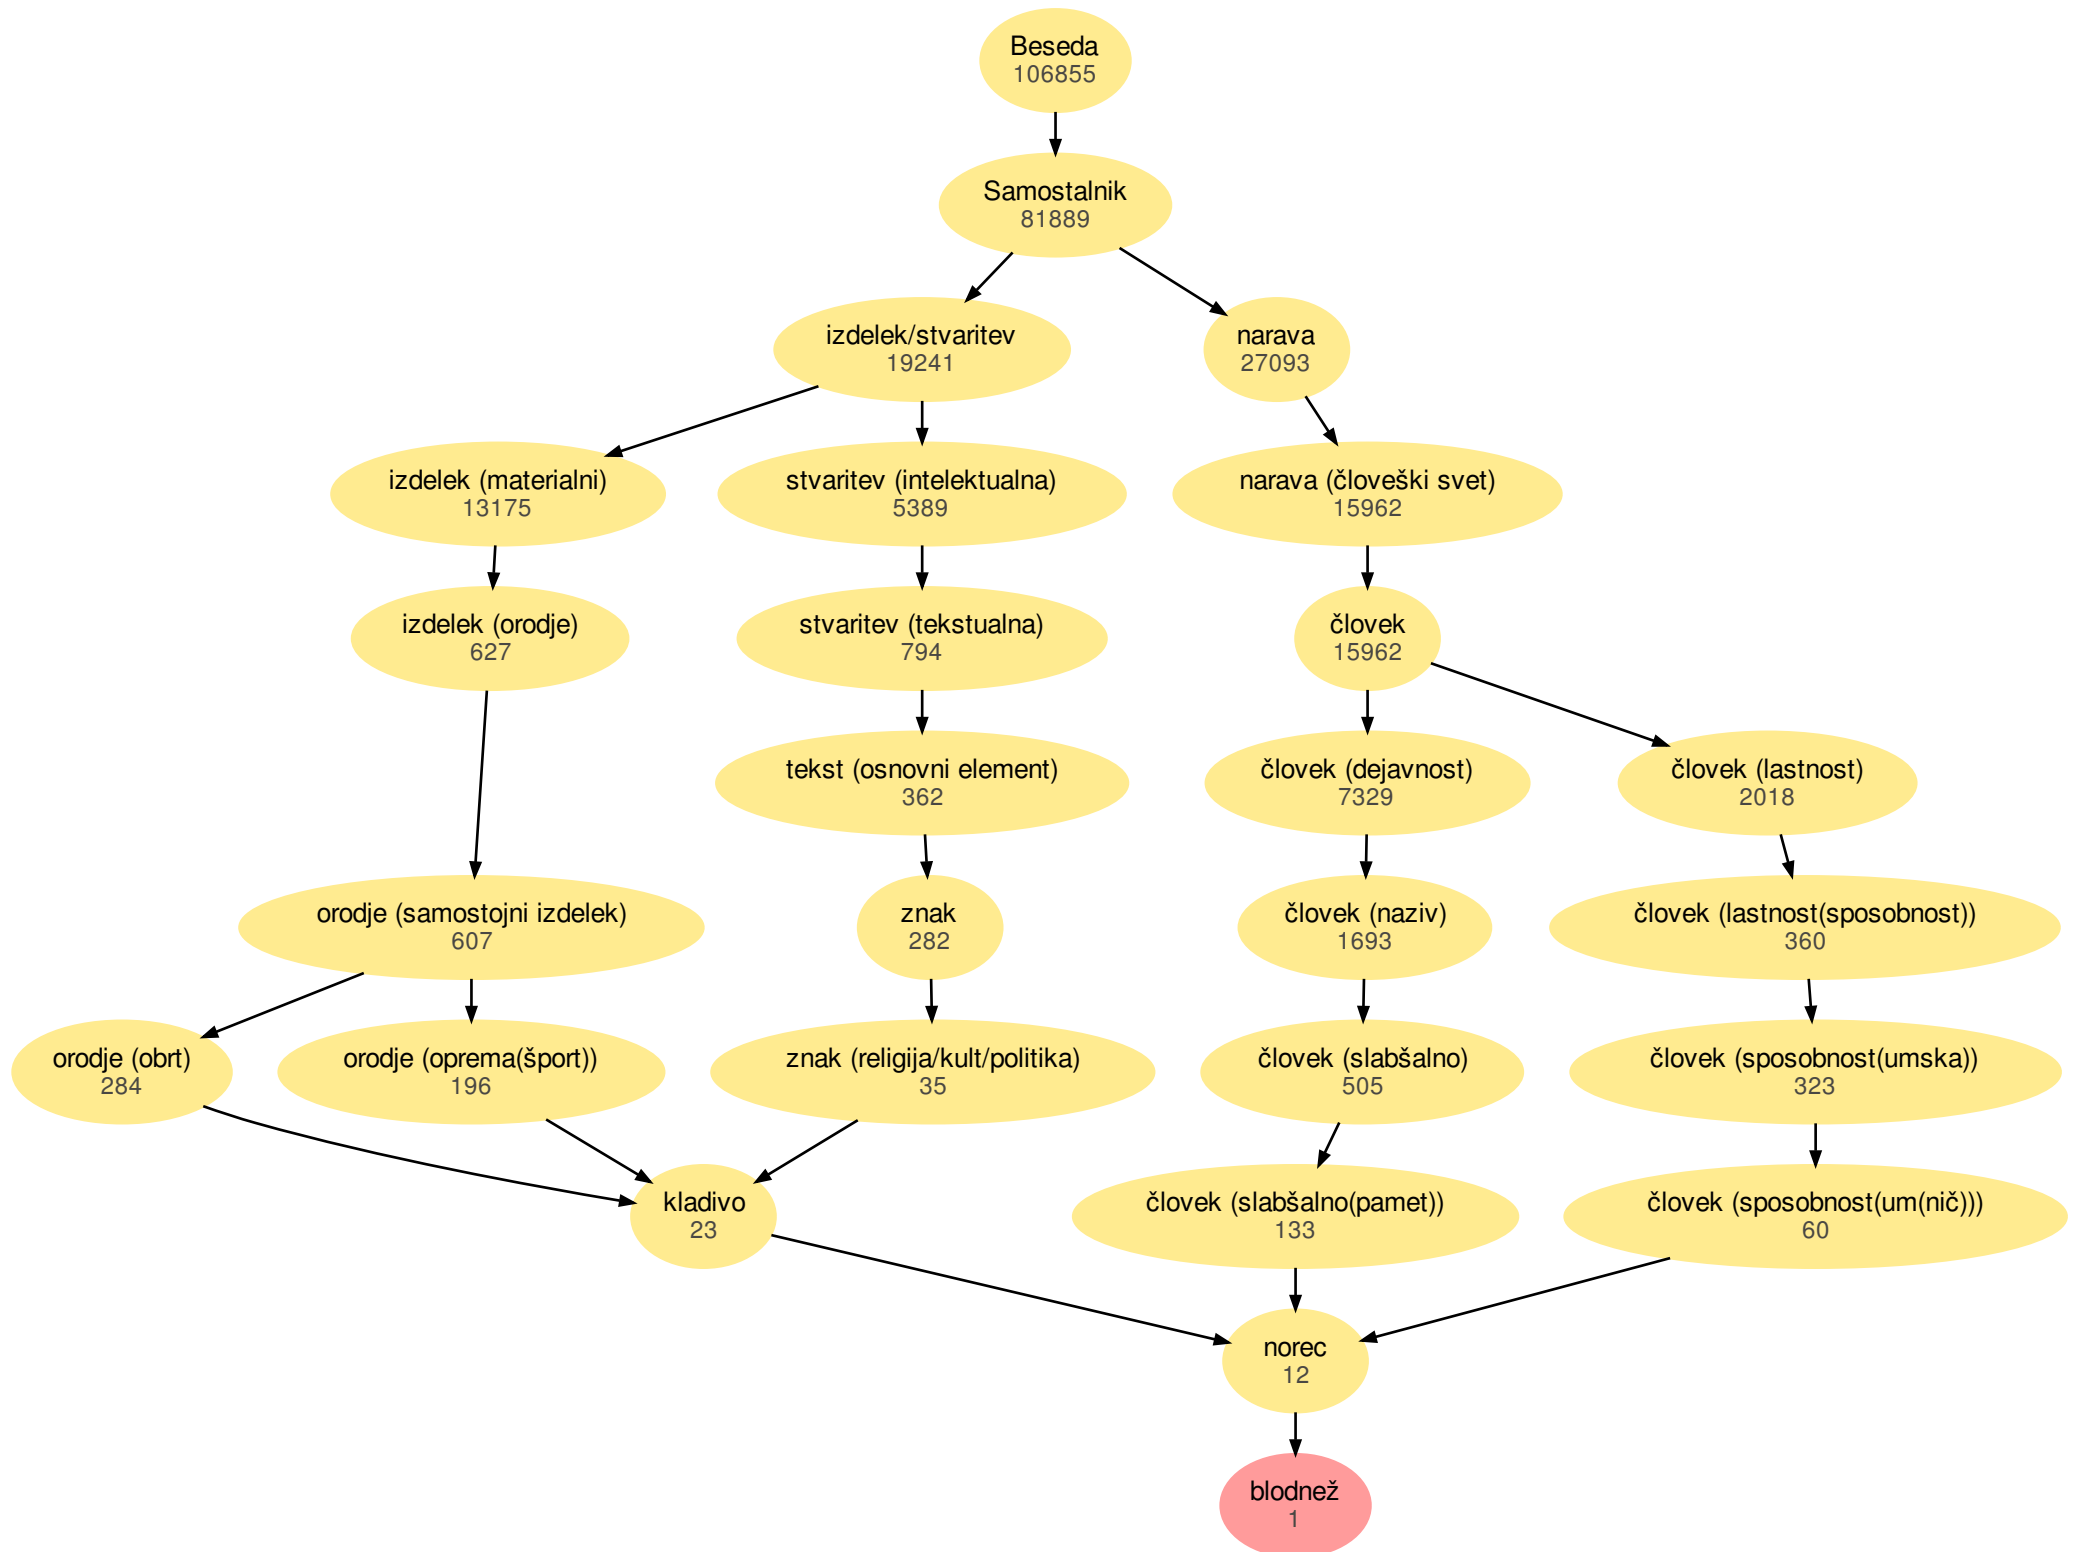 Beseda
106855
Samostalnik
81889
izdelek/stvaritev
19241
narava
27093
izdelek (materialni)
13175
stvaritev (intelektualna)
5389
narava (človeški svet)
15962
izdelek (orodje)
627
stvaritev (tekstualna)
794
človek
15962
tekst (osnovni element)
362
človek (dejavnost)
7329
človek (lastnost)
2018
orodje (samostojni izdelek)
607
znak
282
človek (naziv)
1693
človek (lastnost(sposobnost))
360
orodje (obrt)
284
orodje (oprema(šport))
196
znak (religija/kult/politika)
35
človek (slabšalno)
505
človek (sposobnost(umska))
323
kladivo
23
človek (slabšalno(pamet))
133
človek (sposobnost(um(nič)))
60
norec
12
blodnež
1